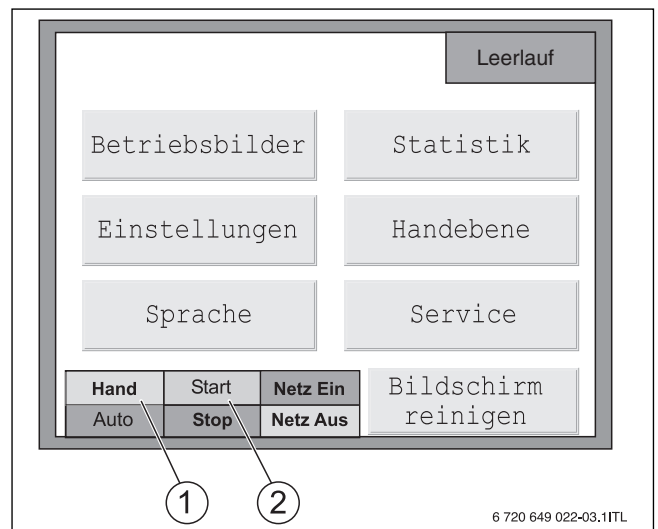 Leerlauf
Betriebsbilder
Statistik
Einstellungen
Handebene
Sprache
Service
Hand Start Netz Ein
Auto Stop Netz Aus
Bildschirm
reinigen
1 2
6 720 649 022-03.1ITL